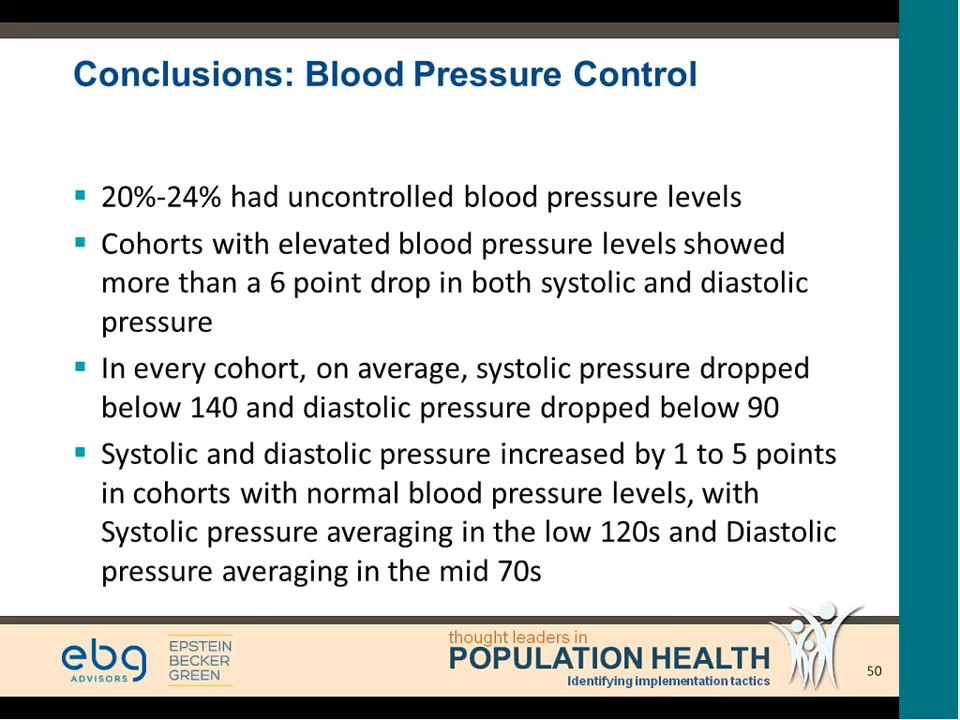 Conclusions: Blood Pressure Control
▪ 20%-24% had uncontrolled blood pressure levels
▪ Cohorts with elevated blood pressure levels showed
more than a 6 point drop in both systolic and diastolic
pressure
▪ In every cohort, on average, systolic pressure dropped
below 140 and diastolic pressure dropped below 90
▪ Systolic and diastolic pressure increased by 1 to 5 points
in cohorts with normal blood pressure levels, with
Systolic pressure averaging in the low 120s and Diastolic
pressure averaging in the mid 70s
ebg
ADVISORS
EPSTEIN
BECKER
GREEN
thought leaders in
POPULATION HEALTH
Identifying implementation tactics
50